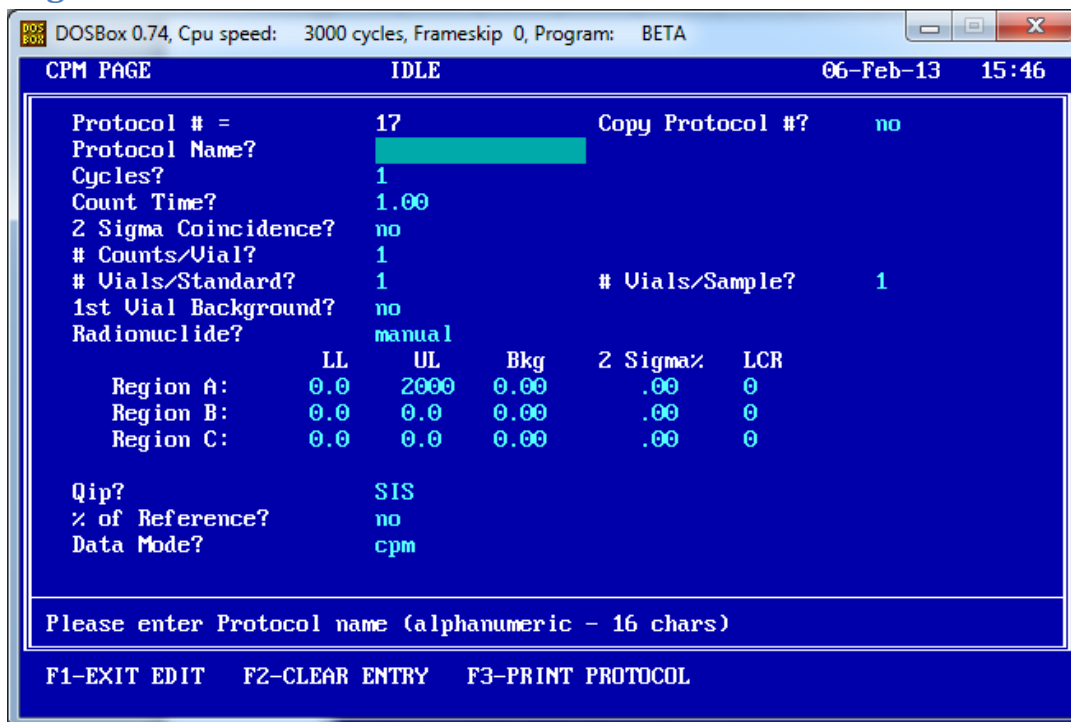 DOSBox 0.74, Cpu speed: 3000 cycles, Frameskip 0, Program: BETA
CPM PAGE IDLE 06-Feb-13 15:46
Protocol # = 17 Copy Protocol #? no
Protocol Name?
Cycles? 1
Count Time? 1.00
2 Sigma Coincidence? no
# Counts/Vial? 1
# Vials/Standard? 1 # Vials/Sample? 1
1st Vial Background? no
Radionuclide? manual
LL UL Bkg 2 Sigma% LCR
Region A: 0.0 2000 0.00 .00 0
Region B: 0.0 0.0 0.00 .00 0
Region C: 0.0 0.0 0.00 .00 0
Qip? SIS
% of Reference? no
Data Mode? cpm
Please enter Protocol name (alphanumeric - 16 chars)
F1-EXIT EDIT F2-CLEAR ENTRY F3-PRINT PROTOCOL